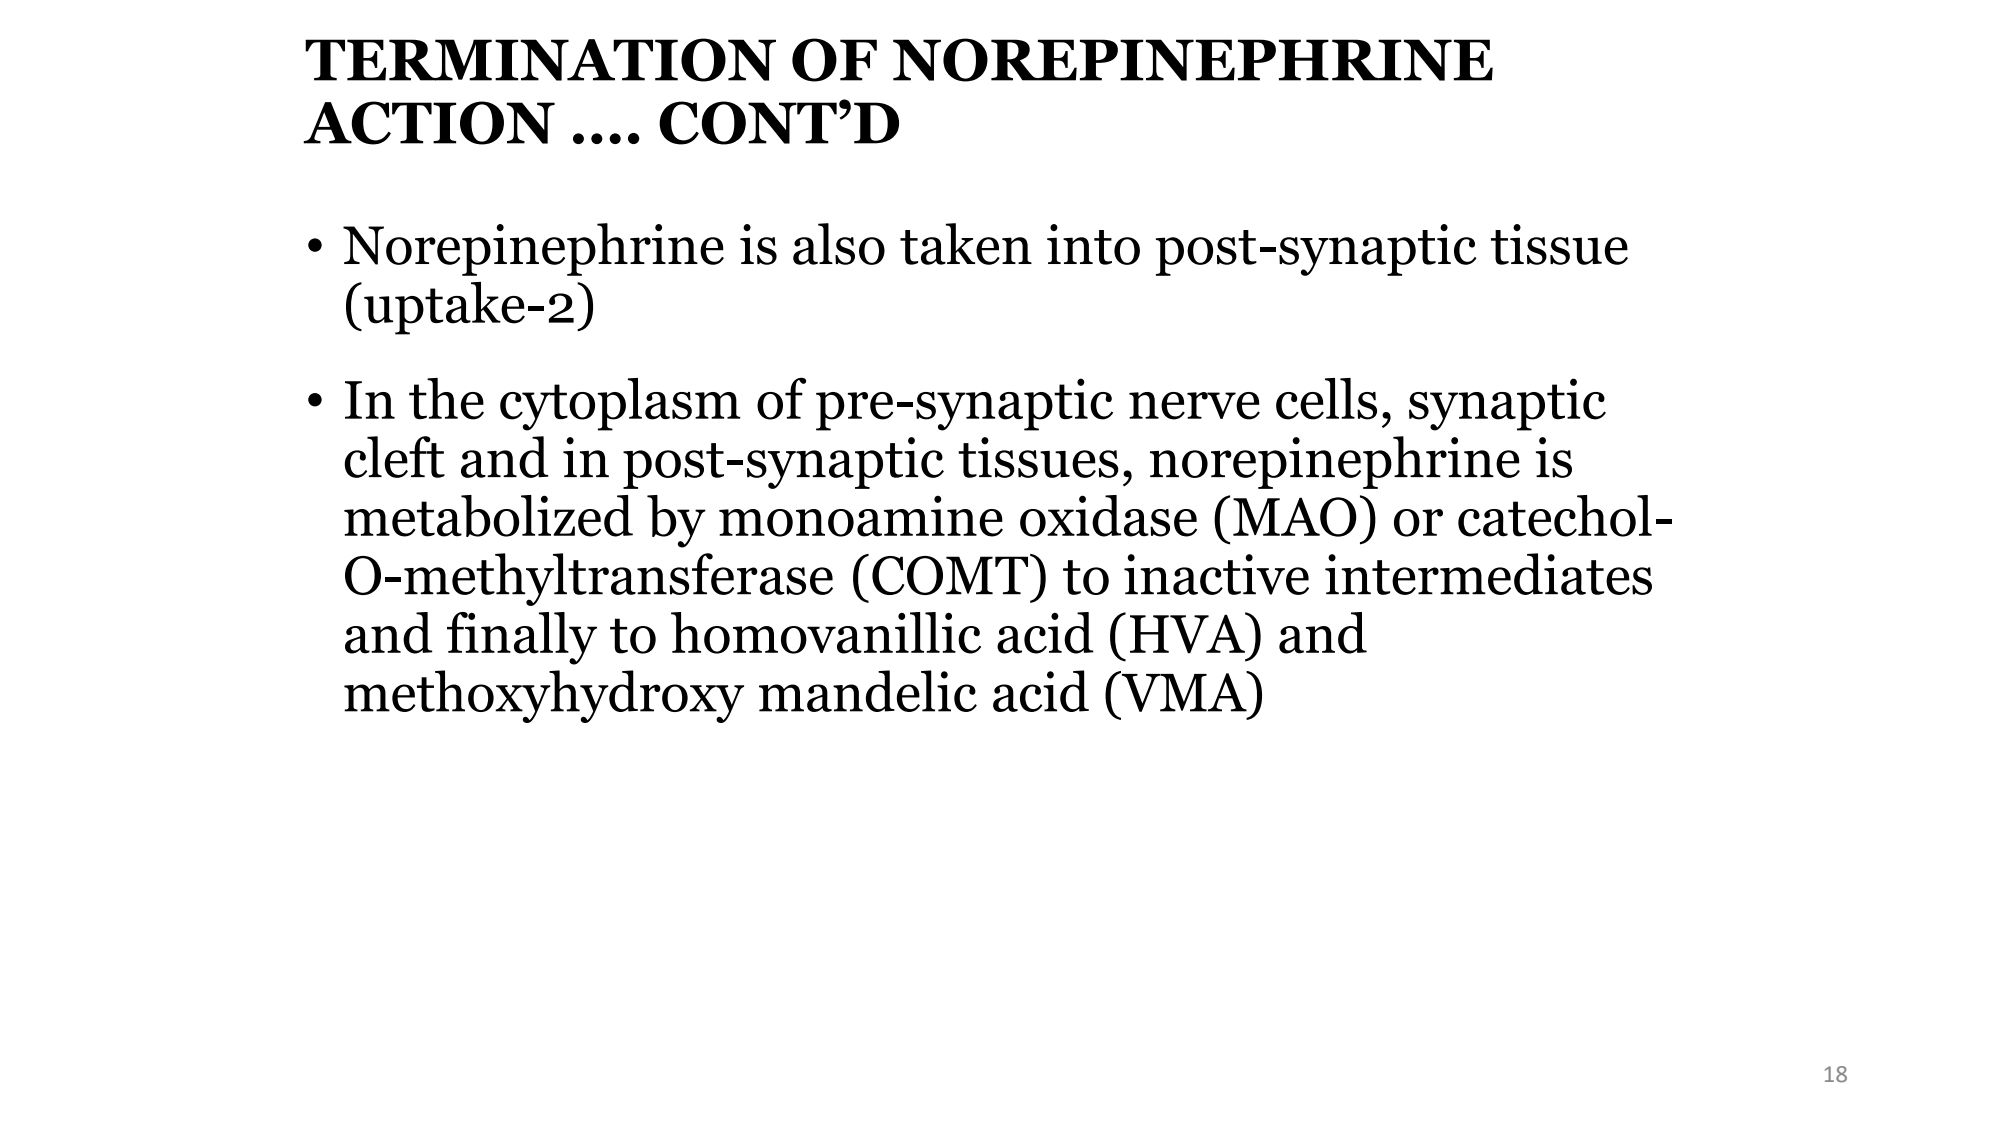 TERMINATION OF NOREPINEPHRINE
ACTION .... CONT’D
• Norepinephrine is also taken into post-synaptic tissue
(uptake-2)
• In the cytoplasm of pre-synaptic nerve cells, synaptic
cleft and in post-synaptic tissues, norepinephrine is
metabolized by monoamine oxidase (MAO) or catechol-
O-methyltransferase (COMT) to inactive intermediates
and finally to homovanillic acid (HVA) and
methoxyhydroxy mandelic acid (VMA)
18